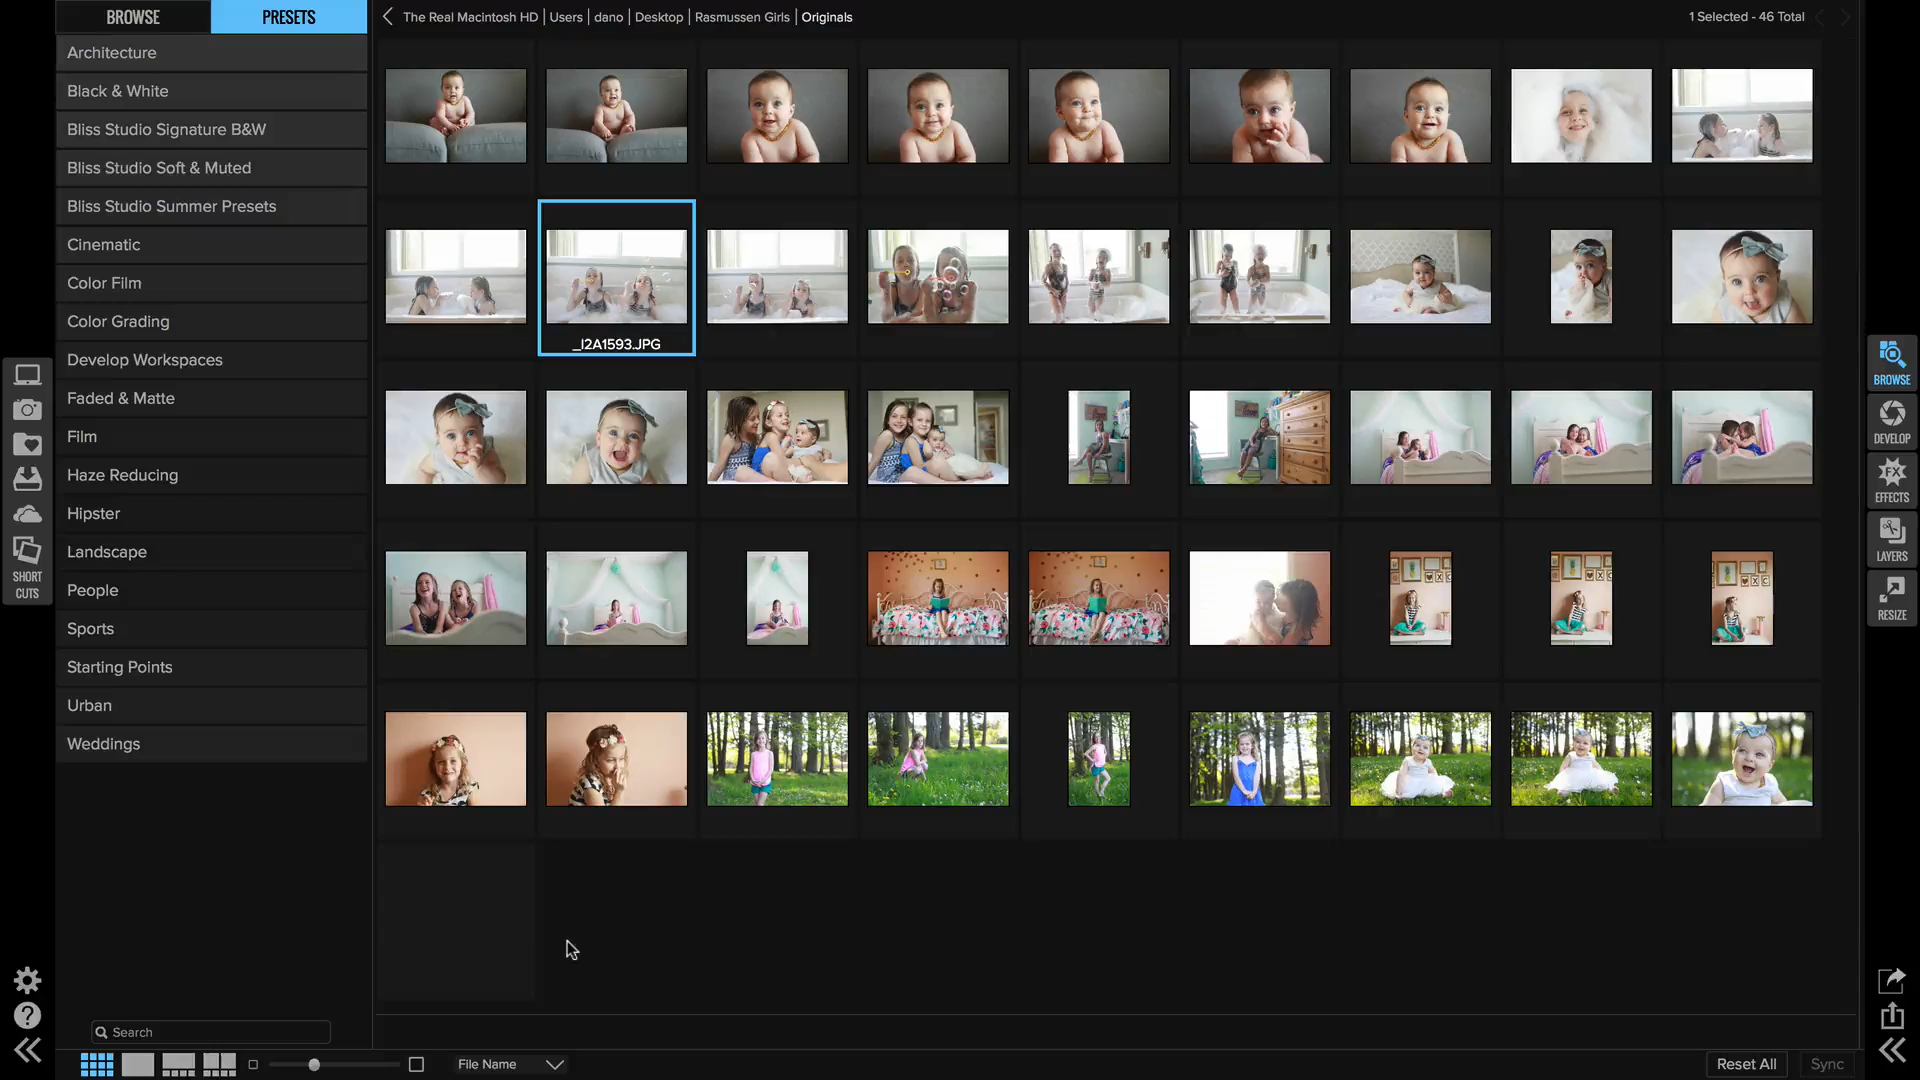 BROWSE
PRESETS
The Real Macintosh HD | Users | dano | Desktop | Rasmussen Girls | Originals
1 Selected - 46 Total
Architecture
Black & White
Bliss Studio Signature B&W
Bliss Studio Soft & Muted
Bliss Studio Summer Presets
Cinematic
Color Film
Color Grading
Develop Workspaces
Faded & Matte
Film
Haze Reducing
Hipster
Landscape
People
Sports
Starting Points
Urban
Weddings
SHORT
CUTS
_I2A1593.JPG
BROWSE
DEVELOP
FX
EFFECTS
LAYERS
RESIZE
Search
File Name
Reset All
Sync